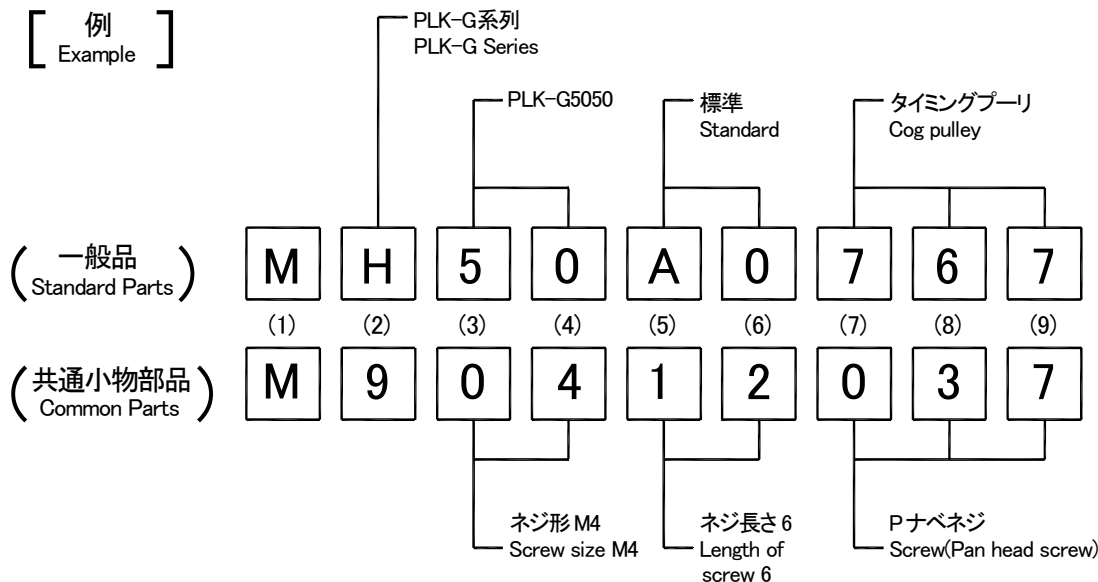 例
Example
PLK-G系列
PLK-G Series
PLK-G5050
標準
Standard
タイミングプーリ
Cog pulley
一般品
Standard Parts
M H 5 0 A 0 7 6 7
(1) (2) (3) (4) (5) (6) (7) (8) (9)
共通小物部品
Common Parts
M 9 0 4 1 2 0 3 7
ネジ形 M4
Screw size M4
ネジ長さ 6
Length of
screw 6
Pナベネジ
Screw(Pan head screw)